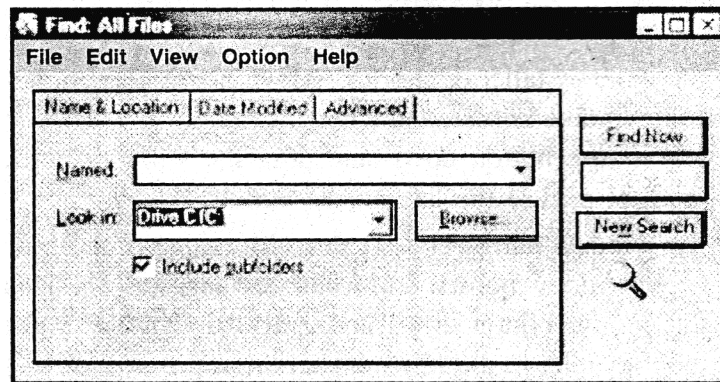 Find: All Files
File Edit View Option Help
Name & Location Date Modified Advanced
Find Now
Named:
Look in: Browse...
New Search
Include subfolders